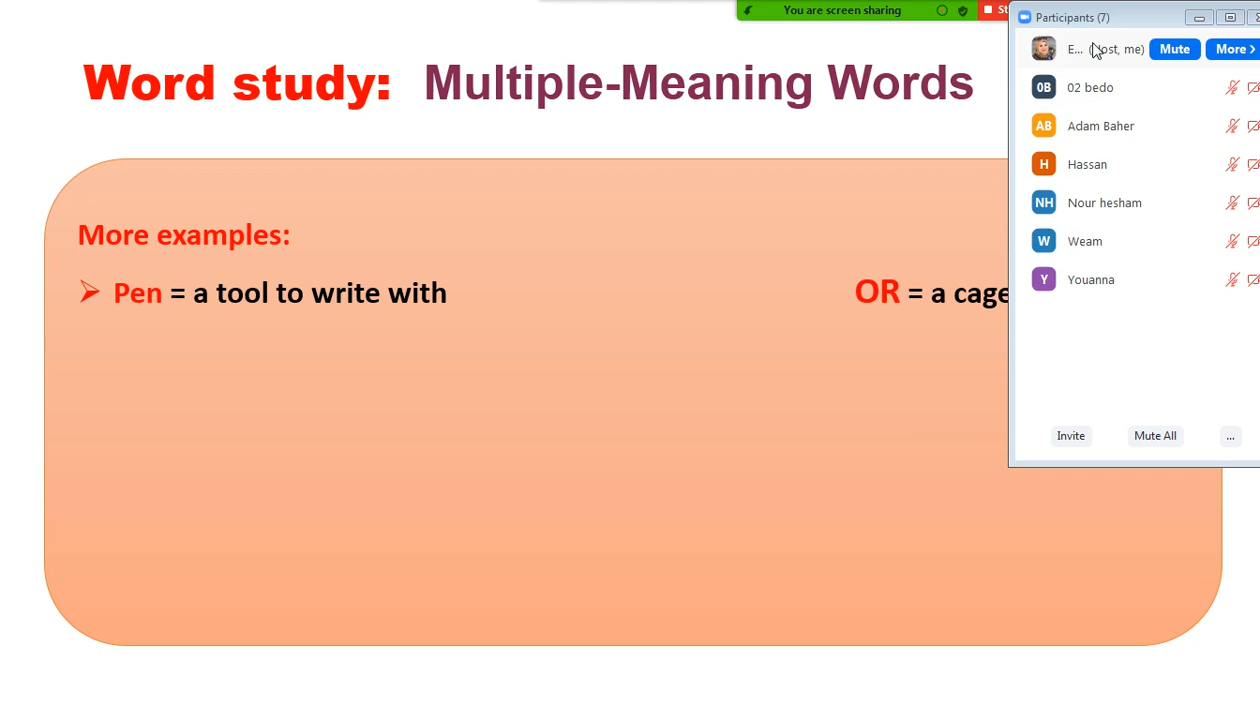 You are screen sharing
Participants (7)
E... (Host, me) Mute More
Word study: Multiple-Meaning Words
02 bedo
0B
Adam Baher
AB
Hassan
H
Nour hesham
NH
Weam
W
Youanna
Y
More examples:
Pen = a tool to write with OR = a cage
Invite Mute All ...